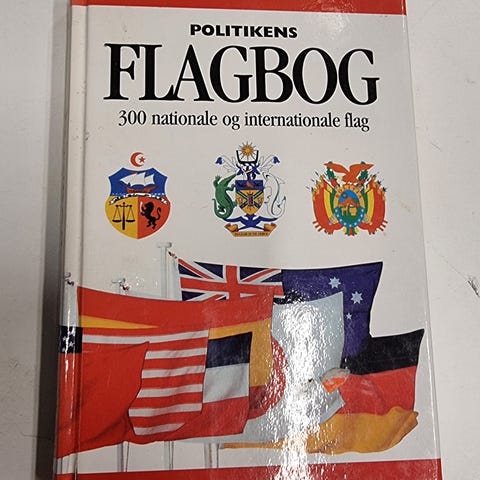 POLITIKENS
FLAGBOG
300 nationale og internationale flag